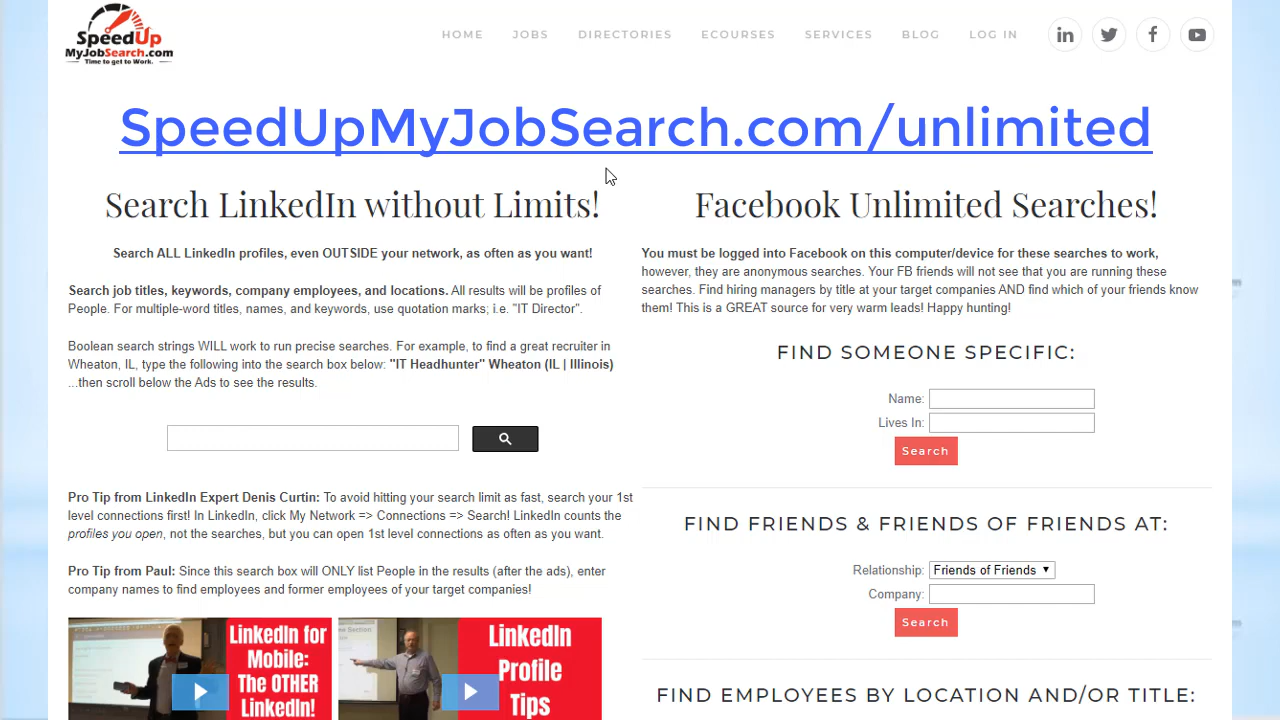 SpeedUp
MyJobSearch.com
Time to get to Work.
HOME JOBS DIRECTORIES ECOURSES SERVICES BLOG LOG IN
SpeedUpMyJobSearch.com/unlimited
Search LinkedIn without Limits!
Search ALL LinkedIn profiles, even OUTSIDE your network, as often as you want!
Search job titles, keywords, company employees, and locations. All results will be profiles of
People. For multiple-word titles, names, and keywords, use quotation marks; i.e. "IT Director".
Boolean search strings WILL work to run precise searches. For example, to find a great recruiter in
Wheaton, IL, type the following into the search box below: "IT Headhunter" Wheaton (IL | Illinois)
...then scroll below the Ads to see the results.
Pro Tip from LinkedIn Expert Denis Curtin: To avoid hitting your search limit as fast, search your 1st
level connections first! In LinkedIn, click My Network => Connections => Search! LinkedIn counts the
profiles you open, not the searches, but you can open 1st level connections as often as you want.
Pro Tip from Paul: Since this search box will ONLY list People in the results (after the ads), enter
company names to find employees and former employees of your target companies!
LinkedIn for
Mobile:
The OTHER
LinkedIn!
LinkedIn
Profile
Tips
Facebook Unlimited Searches!
You must be logged into Facebook on this computer/device for these searches to work,
however, they are anonymous searches. Your FB friends will not see that you are running these
searches. Find hiring managers by title at your target companies AND find which of your friends know
them! This is a GREAT source for very warm leads! Happy hunting!
FIND SOMEONE SPECIFIC:
Name:
Lives In:
Search
FIND FRIENDS & FRIENDS OF FRIENDS AT:
Relationship: Friends of Friends
Company:
Search
FIND EMPLOYEES BY LOCATION AND/OR TITLE: